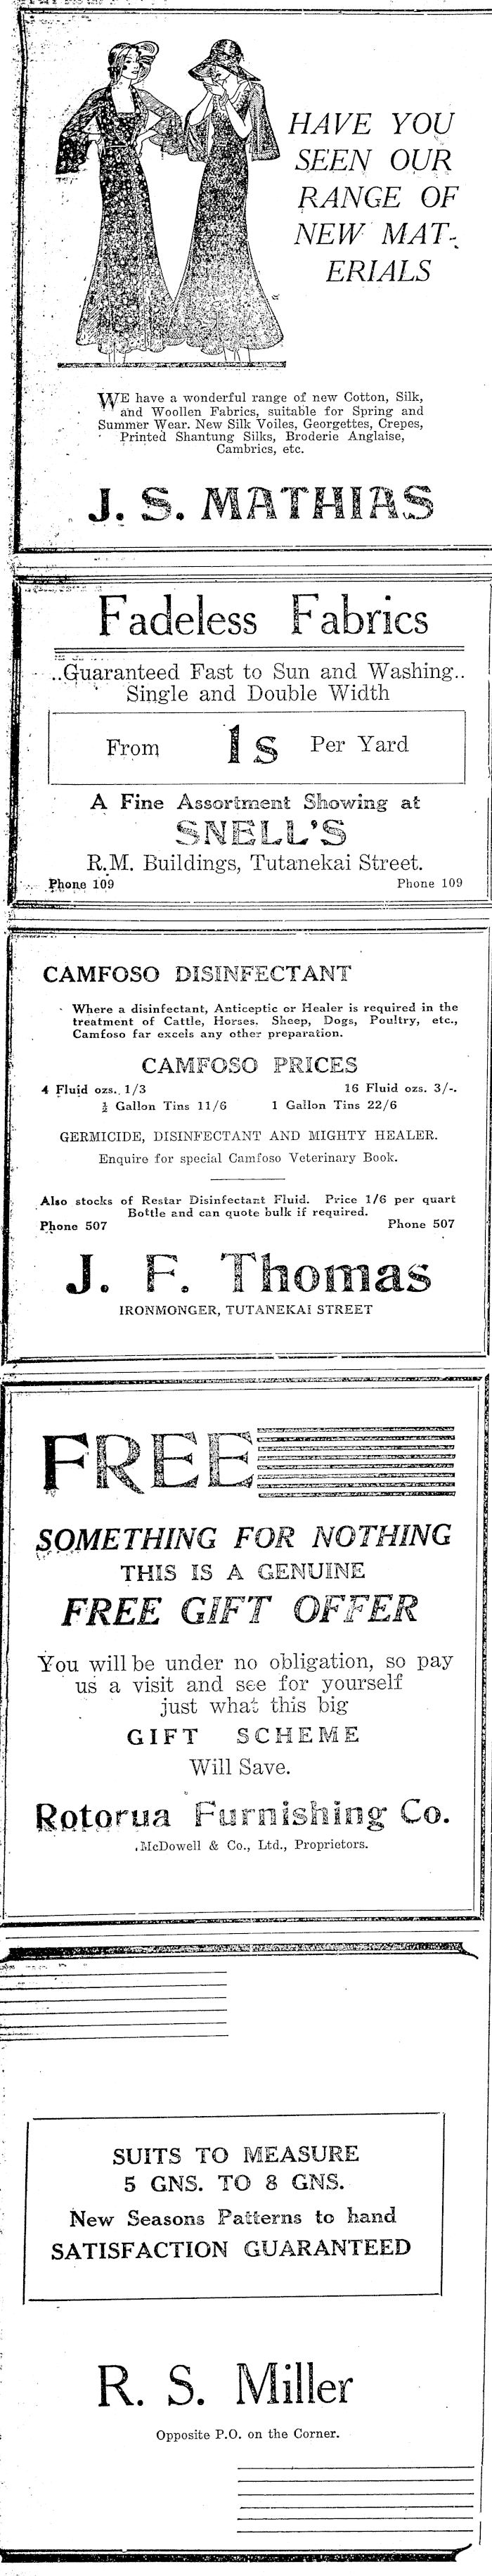 HAVE YOU
SEEN OUR
RANGE OF
NEW MAT-
ERIALS
WE have a wonderful range of new Cotton, Silk,
and Woollen Fabrics, suitable for Spring and
Summer Wear. New Silk Voiles, Georgettes, Crepes,
Printed Shantung Silks, Broderie Anglaise,
Cambrics, etc.
J. S. MATHIAS
Fadeless Fabrics
..Guaranteed Fast to Sun and Washing..
Single and Double Width
From 1s Per Yard
A Fine Assortment Showing at
SNELL'S
R.M. Buildings, Tutanekai Street.
Phone 109 Phone 109
CAMFOSO DISINFECTANT
Where a disinfectant, Anticeptic or Healer is required in the
treatment of Cattle, Horses. Sheep, Dogs, Poultry, etc.,
Camfoso far excels any other preparation.
CAMFOSO PRICES
4 Fluid ozs. 1/3 16 Fluid ozs. 3/-.
½ Gallon Tins 11/6 1 Gallon Tins 22/6
GERMICIDE, DISINFECTANT AND MIGHTY HEALER.
Enquire for special Camfoso Veterinary Book.
Also stocks of Restar Disinfectant Fluid. Price 1/6 per quart
Bottle and can quote bulk if required.
Phone 507 Phone 507
J. F. Thomas
IRONMONGER, TUTANEKAI STREET
FREE
SOMETHING FOR NOTHING
THIS IS A GENUINE
FREE GIFT OFFER
You will be under no obligation, so pay
us a visit and see for yourself
just what this big
GIFT SCHEME
Will Save.
Rotorua Furnishing Co.
McDowell & Co., Ltd., Proprietors.
SUITS TO MEASURE
5 GNS. TO 8 GNS.
New Seasons Patterns to hand
SATISFACTION GUARANTEED
R. S. Miller
Opposite P.O. on the Corner.